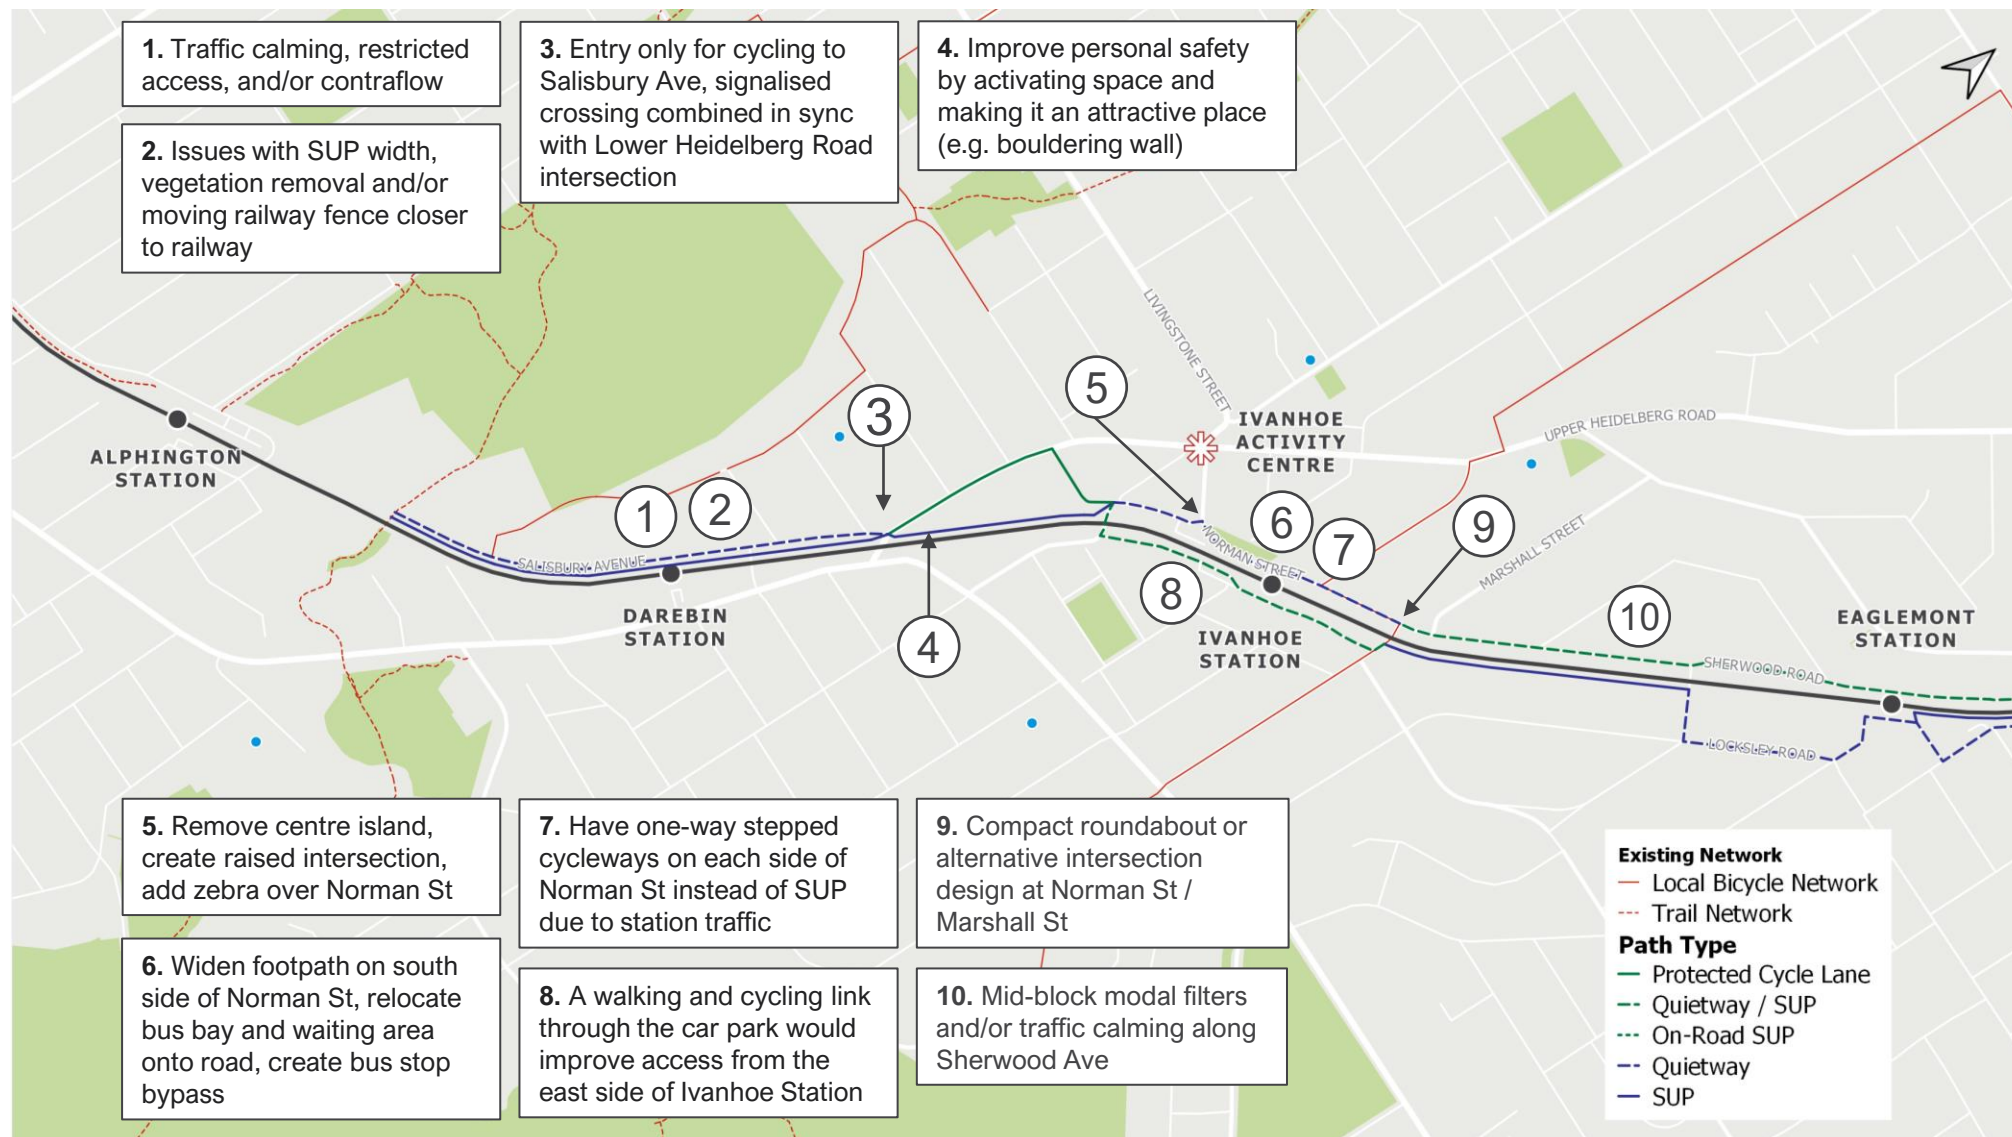 1. Traffic calming, restricted
access, and/or contraflow
2. Issues with SUP width,
vegetation removal and/or
moving railway fence closer
to railway
3. Entry only for cycling to
Salisbury Ave, signalised
crossing combined in sync
with Lower Heidelberg Road
intersection
4. Improve personal safety
by activating space and
making it an attractive place
(e.g. bouldering wall)
LIVINGSTONE STREET
5
3
IVANHOE
ACTIVITY
CENTRE
UPPER HEIDELBERG ROAD
ALPHINGTON
STATION
1
2
6
7
9
NORMAN STREET
MARSHALL STREET
SALISBURY AVENUE
8
10
DAREBIN
STATION
4
IVANHOE
STATION
EAGLEMONT
STATION
SHERWOOD ROAD
LOCKSLEY ROAD
5. Remove centre island,
create raised intersection,
add zebra over Norman St
6. Widen footpath on south
side of Norman St, relocate
bus bay and waiting area
onto road, create bus stop
bypass
7. Have one-way stepped
cycleways on each side of
Norman St instead of SUP
due to station traffic
8. A walking and cycling link
through the car park would
improve access from the
east side of Ivanhoe Station
9. Compact roundabout or
alternative intersection
design at Norman St /
Marshall St
10. Mid-block modal filters
and/or traffic calming along
Sherwood Ave
Existing Network
Local Bicycle Network
Trail Network
Path Type
Protected Cycle Lane
Quietway / SUP
On-Road SUP
Quietway
SUP